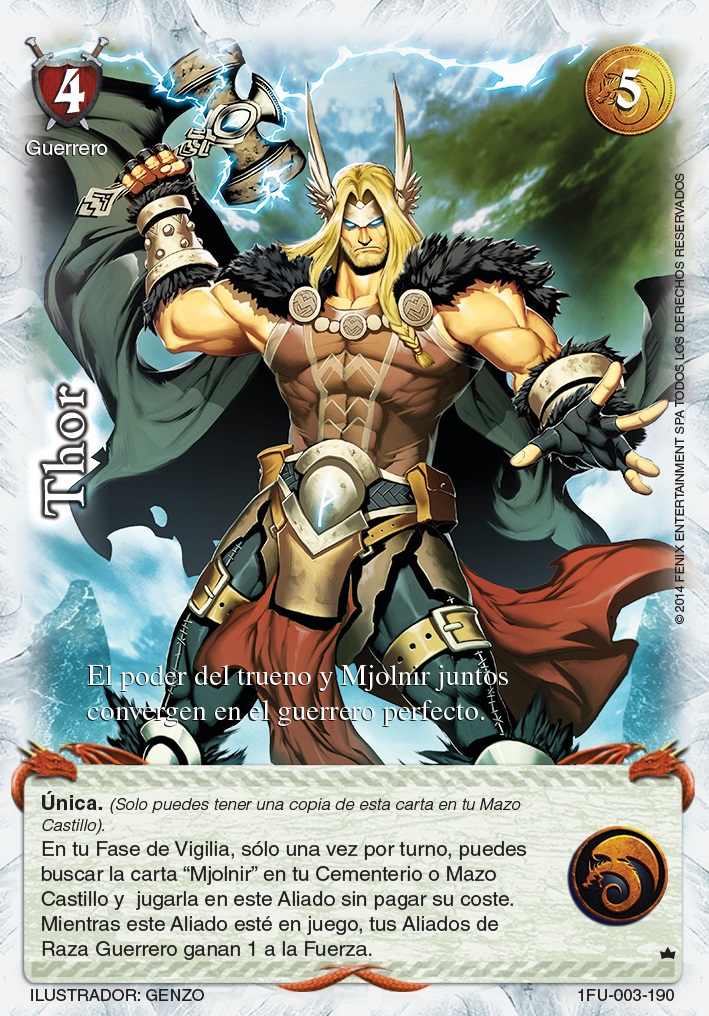 4
5
Guerrero
© 2014 FENIX ENTERTAINMENT SPA TODOS LOS DERECHOS RESERVADOS
Thor
El poder del trueno y Mjolnir juntos
convergen en el guerrero perfecto.
Única. (Solo puedes tener una copia de esta carta en tu Mazo
Castillo).
En tu Fase de Vigilia, sólo una vez por turno, puedes
buscar la carta “Mjolnir” en tu Cementerio o Mazo
Castillo y jugarla en este Aliado sin pagar su coste.
Mientras este Aliado esté en juego, tus Aliados de
Raza Guerrero ganan 1 a la Fuerza.
ILUSTRADOR: GENZO
1FU-003-190